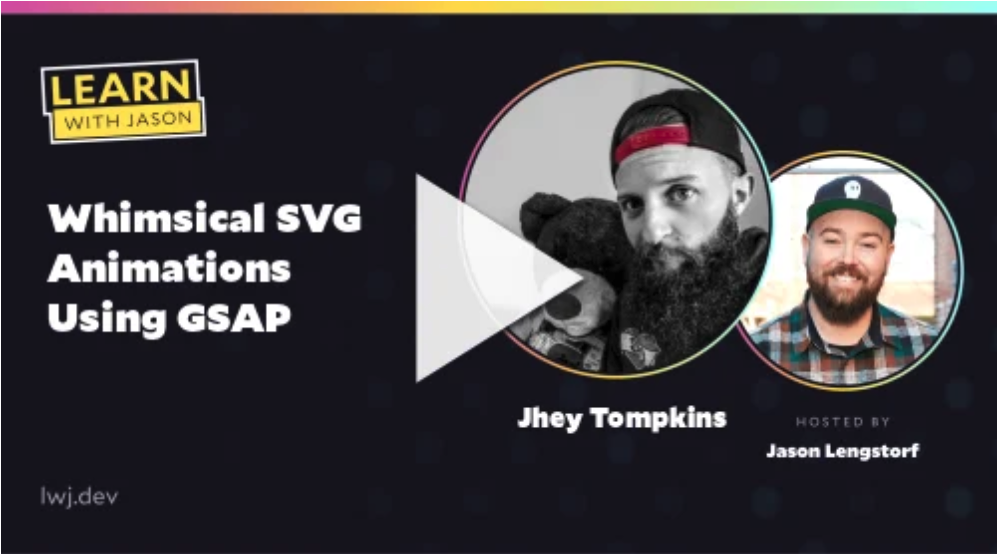 LEARN
WITH JASON
Whimsical SVG
Animations
Using GSAP
Jhey Tompkins
HOSTED BY
Jason Lengstorf
lwj.dev